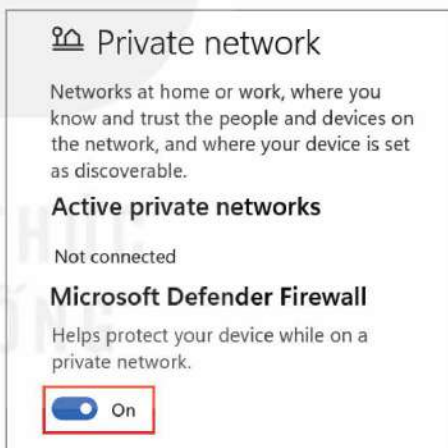 Private network
Networks at home or work, where you
know and trust the people and devices on
the network, and where your device is set
as discoverable.
Active private networks
Not connected
Microsoft Defender Firewall
Helps protect your device while on a
private network.
On